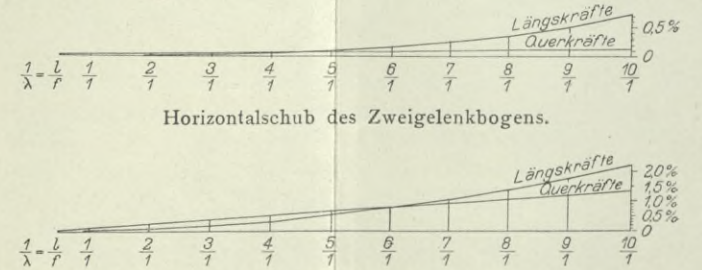 Längskräfte
0,5%
Querkräfte
0
1/λ = l/f 1/1 2/1 3/1 4/1 5/1 6/1 7/1 8/1 9/1 10/1
Horizontalschub des Zweigelenkbogens.
Längskräfte
2,0%
Querkräfte
1,5%
1,0%
0,5%
0
1/λ = l/f 1/1 2/1 3/1 4/1 5/1 6/1 7/1 8/1 9/1 10/1